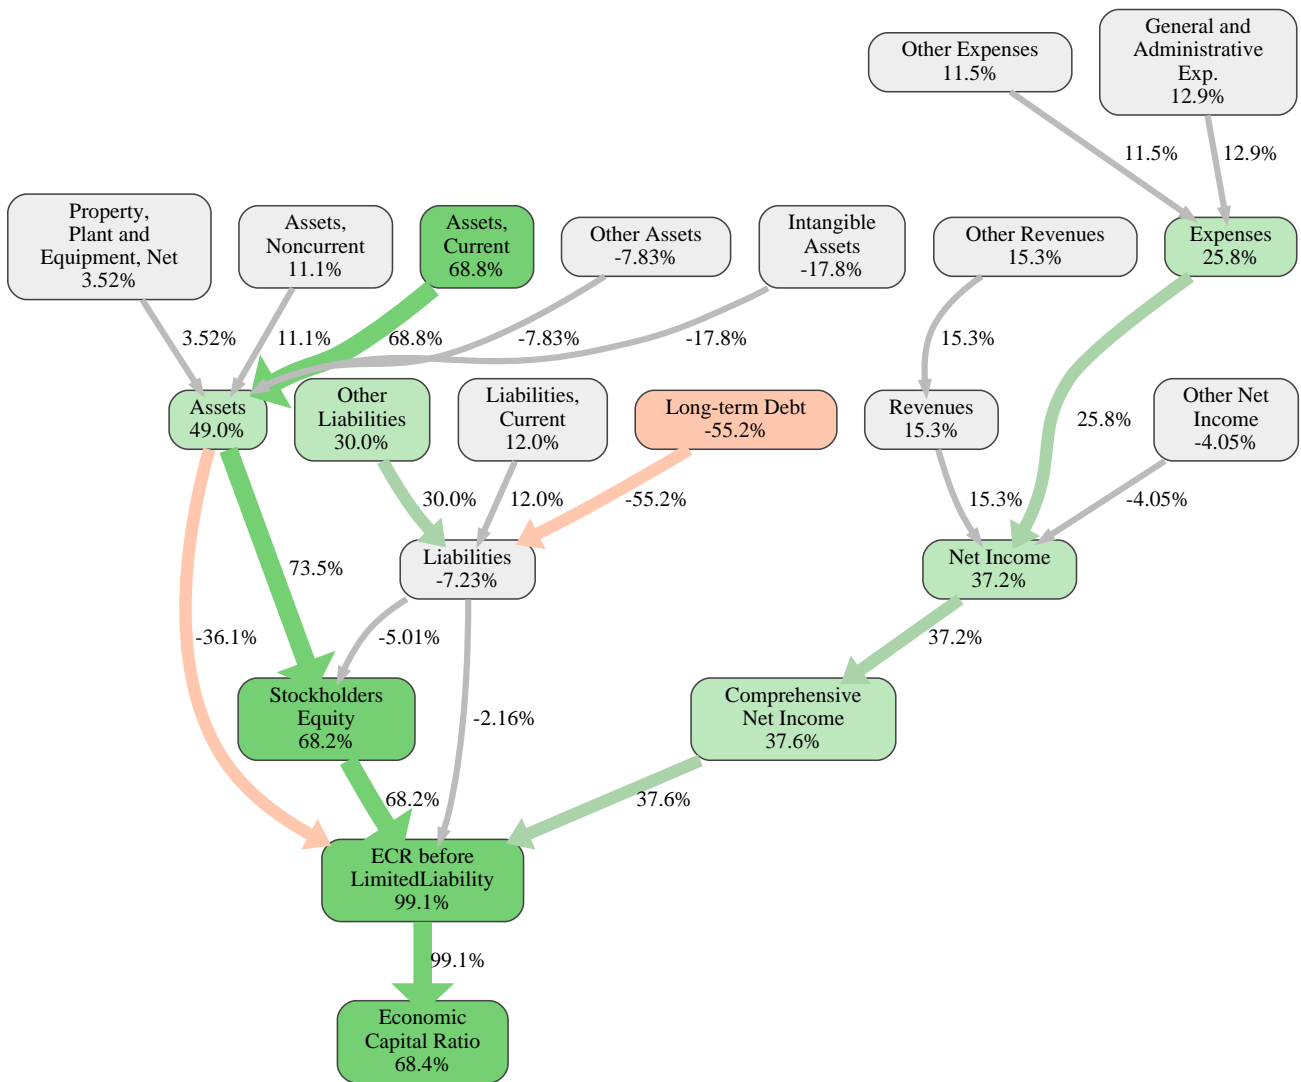 Other Expenses
11.5%
General and
Administrative
Exp.
12.9%
11.5%
12.9%
Property,
Plant and
Equipment, Net
3.52%
Assets,
Noncurrent
11.1%
Assets,
Current
68.8%
Other Assets
-7.83%
Intangible
Assets
-17.8%
Other Revenues
15.3%
Expenses
25.8%
3.52%
11.1%
68.8%
-7.83%
-17.8%
15.3%
Assets
49.0%
Other
Liabilities
30.0%
Liabilities,
Current
12.0%
Long-term Debt
-55.2%
Revenues
15.3%
25.8%
Other Net
Income
-4.05%
30.0%
12.0%
-55.2%
15.3%
-4.05%
73.5%
Liabilities
-7.23%
Net Income
37.2%
-36.1%
-5.01%
37.2%
Stockholders
Equity
68.2%
-2.16%
Comprehensive
Net Income
37.6%
68.2%
37.6%
ECR before
LimitedLiability
99.1%
99.1%
Economic
Capital Ratio
68.4%